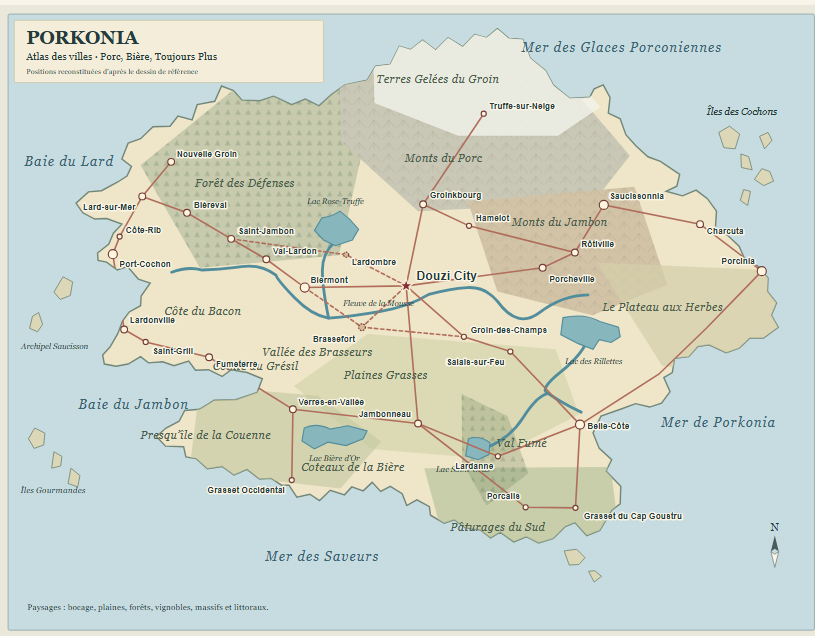 PORKONIA
Atlas des villes · Porc, Bière, Toujours Plus
Positions reconstituées d'après le dessin de référence
Mer des Glaces Porconiennes
Terres Gelées du Groin
Truffe-sur-Neige
Îles des Cochons
Baie du Lard
Nouvelle Groin
Monts du Porc
Forêt des Défenses
Groinkbourg
Saucissonnia
Lard-sur-Mer
Bièreval
Lac Rose-Truffe
Hamelot
Monts du Jambon
Côte-Rib
Saint-Jambon
Charcuta
Rôtiville
Val-Lardon
Lardombre
Port-Cochon
Porcinia
Douzi City
Porcheville
Bièrmont
Fleuve de la Mousse
Le Plateau aux Herbes
Côte du Bacon
Lardonville
Groin-des-Champs
Brassefort
Archipel Saucisson
Saint-Grill
Vallée des Brasseurs
Salais-sur-Feu
Lac des Rillettes
Fumeterre
du Grésil
Plaines Grasses
Baie du Jambon
Verres-en-Vallée
Jambonneau
Mer de Porkonia
Belle-Côte
Presqu'île de la Couenne
Val Fume
Lac Bière d'Or
Coteaux de la Bière
Lardanne
Lac
Îles Gourmandes
Grasset Occidental
Porcalis
Grasset du Cap Goustru
Pâturages du Sud
N
Mer des Saveurs
Paysages : bocage, plaines, forêts, vignobles, massifs et littoraux.